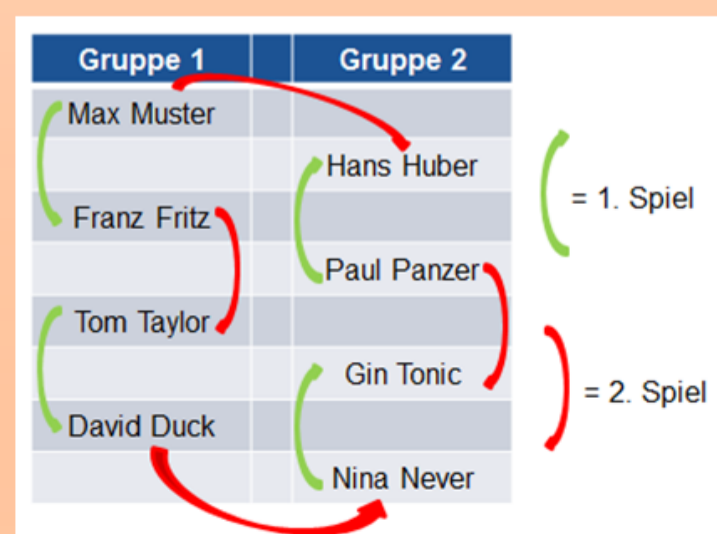 Gruppe 1 Gruppe 2
Max Muster
Hans Huber
= 1. Spiel
Franz Fritz
Paul Panzer
Tom Taylor
Gin Tonic
= 2. Spiel
David Duck
Nina Never